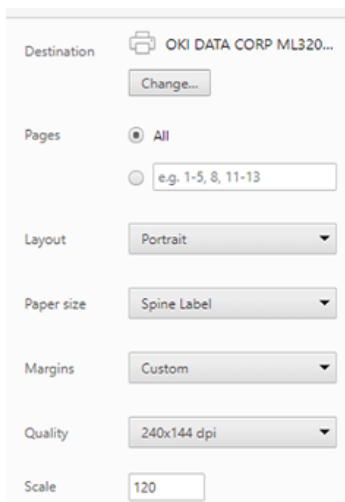 Destination OKI DATA CORP ML320...
Change...
Pages All
e.g. 1-5, 8, 11-13
Layout Portrait
Paper size Spine Label
Margins Custom
Quality 240x144 dpi
Scale 120